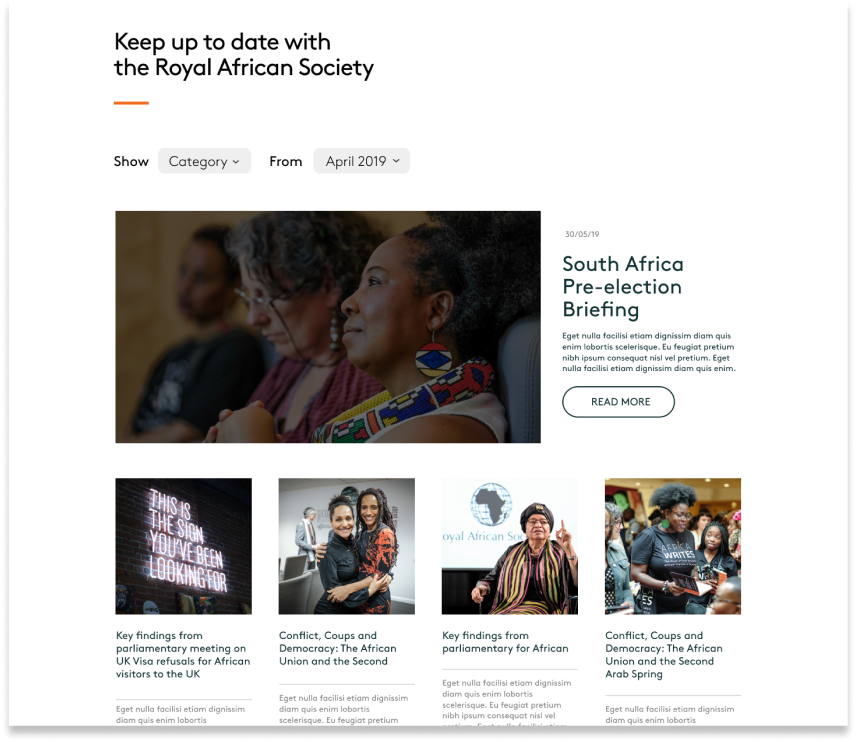 Keep up to date with
the Royal African Society
Show
Category
From
April 2019
30/05/19
South Africa
Pre-election
Briefing
Eget nulla facilisi etiam dignissim diam quis
enim lobortis scelerisque. Eu feugiat pretium
nibh ipsum consequat nisl vel pretium. Eget
nulla facilisi etiam dignissim diam quis enim.
READ MORE
THIS IS
THE SIGN
YOU'VE BEEN
LOOKING FOR
oyal African Soc
AFRICA
WRITES
Key findings from
parliamentary meeting on
UK Visa refusals for African
visitors to the UK
Eget nulla facilisi etiam dignissim
diam quis enim lobortis
Conflict, Coups and
Democracy: The African
Union and the Second
Eget nulla facilisi etiam dignissim
diam quis enim lobortis
scelerisque. Eu feugiat pretium
Key findings from
parliamentary for African
Eget nulla facilisi etiam dignissim
diam quis enim lobortis
scelerisque. Eu feugiat pretium
nibh ipsum consequat nisl vel
Conflict, Coups and
Democracy: The African
Union and the Second
Arab Spring
Eget nulla facilisi etiam dignissim
diam quis enim lobortis